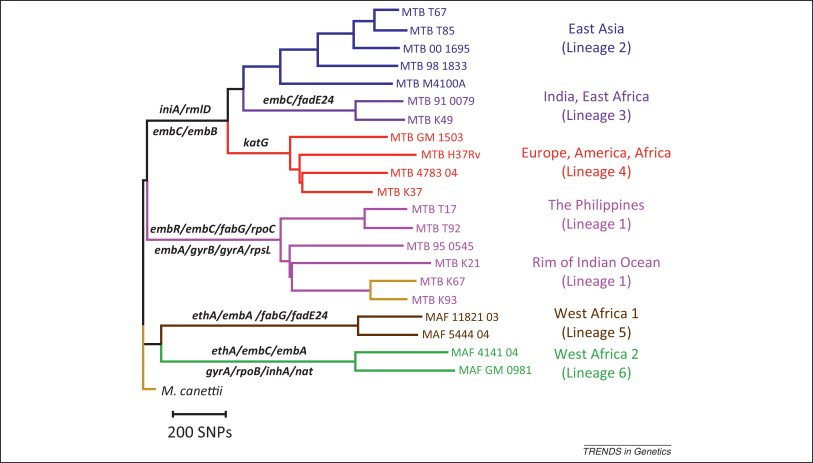 MTB T67
MTB T85
MTB 00 1695
MTB 98 1833
MTB M4100A
East Asia
(Lineage 2)
iniA/rmlD
embC/embB
embC/fadE24
MTB 91 0079
MTB K49
India, East Africa
(Lineage 3)
katG
MTB GM 1503
MTB H37Rv
MTB 4783 04
MTB K37
Europe, America, Africa
(Lineage 4)
embR/embC/fabG/rpoC
embA/gyrB/gyrA/rpsL
MTB T17
MTB T92
The Philippines
(Lineage 1)
MTB 95 0545
MTB K21
MTB K67
MTB K93
Rim of Indian Ocean
(Lineage 1)
ethA/embA /fabG/fadE24
MAF 11821 03
MAF 5444 04
West Africa 1
(Lineage 5)
ethA/embC/embA
gyrA/rpoB/inhA/nat
MAF 4141 04
MAF GM 0981
West Africa 2
(Lineage 6)
M. canettii
200 SNPs
TRENDS in Genetics